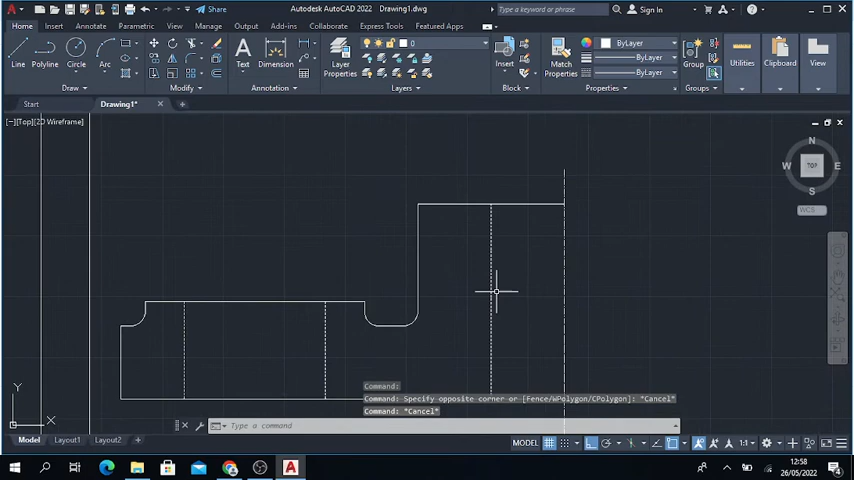 Share
Autodesk AutoCAD 2022 Drawing1.dwg
Type a keyword or phrase
Sign In
Home Insert Annotate Parametric View Manage Output Add-ins Collaborate Express Tools Featured Apps
Line
Polyline
Circle
Arc
Text
Dimension
Layer
Properties
0
Insert
Match
Properties
ByLayer
ByLayer
ByLayer
Group
Utilities
Clipboard
View
Draw
Modify
Annotation
Layers
Block
Properties
Groups
Start
Drawing1*
[−][Top][2D Wireframe]
N
W
TOP
E
S
WCS
Y
X
Command:
Command: Specify opposite corner or [Fence/WPolygon/CPolygon]: *Cancel*
Command: *Cancel*
Type a command
Model Layout1 Layout2 +
MODEL
1:1
12:58
26/05/2022